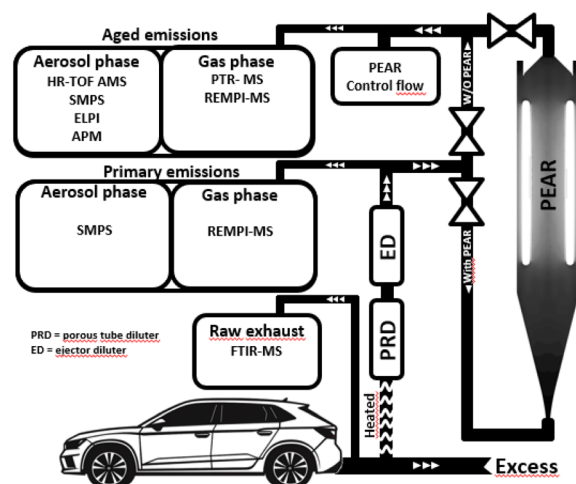 Aged emissions
Aerosol phase
HR-TOF AMS
SMPS
ELPI
APM
Gas phase
PTR- MS
REMPI-MS
PEAR
Control flow
W/O PEAR
PEAR
Primary emissions
Aerosol phase
SMPS
Gas phase
REMPI-MS
ED
With PEAR
PRD = porous tube diluter
ED = ejector diluter
Raw exhaust
FTIR-MS
PRD
Heated
Excess